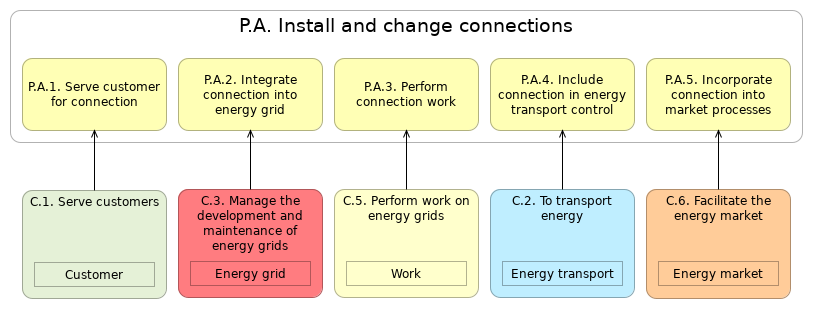 P.A. Install and change connections
P.A.1. Serve customer
for connection
P.A.2. Integrate
connection into
energy grid
P.A.3. Perform
connection work
P.A.4. Include
connection in energy
transport control
P.A.5. Incorporate
connection into
market processes
C.1. Serve customers
Customer
C.3. Manage the
development and
maintenance of
energy grids
Energy grid
C.5. Perform work on
energy grids
Work
C.2. To transport
energy
Energy transport
C.6. Facilitate the
energy market
Energy market